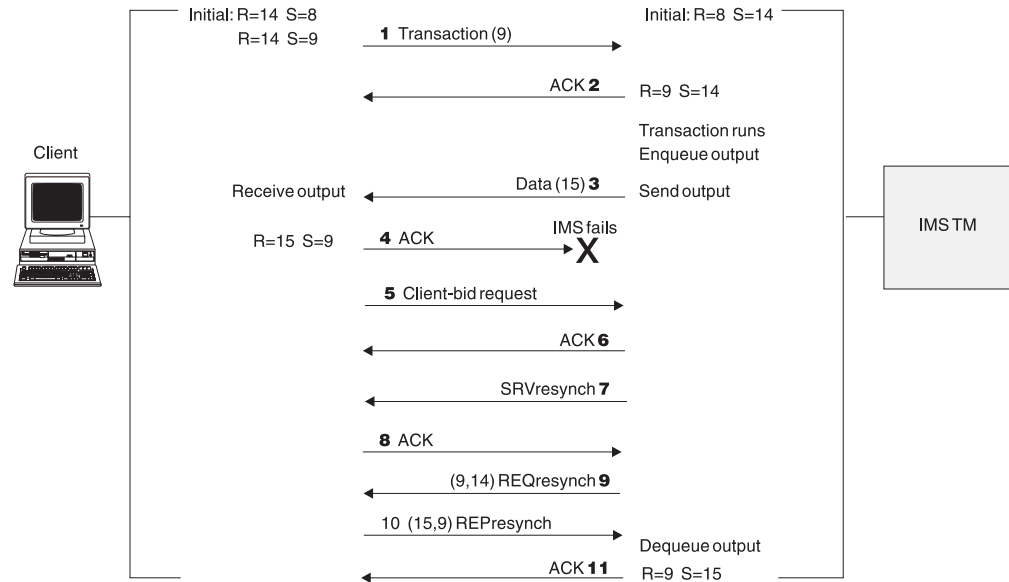 Initial: R=14 S=8
Initial: R=8 S=14
R=14 S=9
1 Transaction (9)
ACK 2
R=9 S=14
Transaction runs
Enqueue output
Client
Receive output
Data (15) 3
Send output
IMS TM
R=15 S=9
4 ACK
IMS fails
X
5 Client-bid request
ACK 6
SRVresynch 7
8 ACK
(9,14) REQresynch 9
10 (15,9) REPresynch
Dequeue output
ACK 11
R=9 S=15